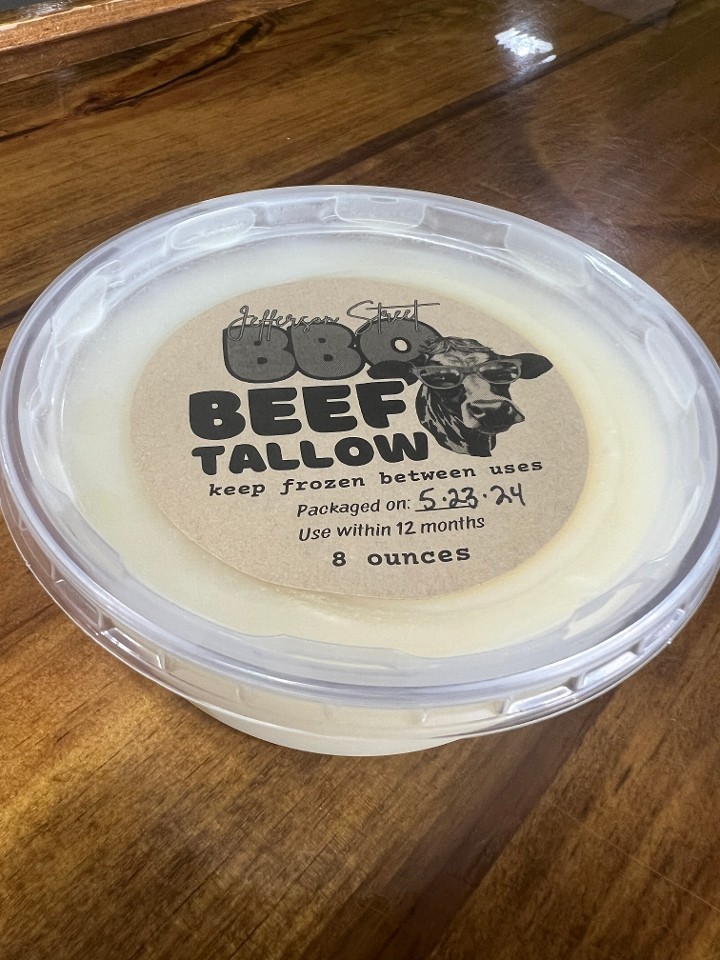 Jefferson Street
BBQ
BEEF
TALLOW
keep frozen between uses
Packaged on: 5.23.24
Use within 12 months
8 ounces